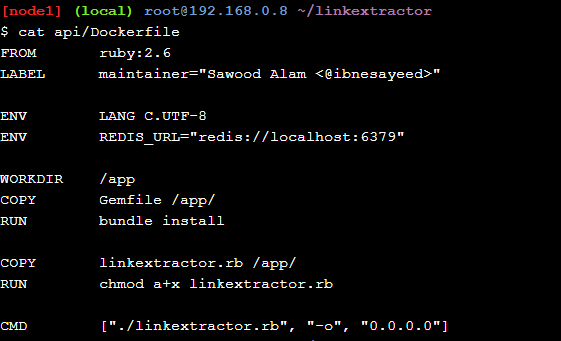 [node1] (local) root@192.168.0.8 ~/linkextractor
$ cat api/Dockerfile
FROM       ruby:2.6
LABEL      maintainer="Sawood Alam <@ibnesayeed>"
ENV        LANG C.UTF-8
ENV        REDIS_URL="redis://localhost:6379"
WORKDIR    /app
COPY       Gemfile /app/
RUN        bundle install
COPY       linkextractor.rb /app/
RUN        chmod a+x linkextractor.rb
CMD        ["./linkextractor.rb", "-o", "0.0.0.0"]